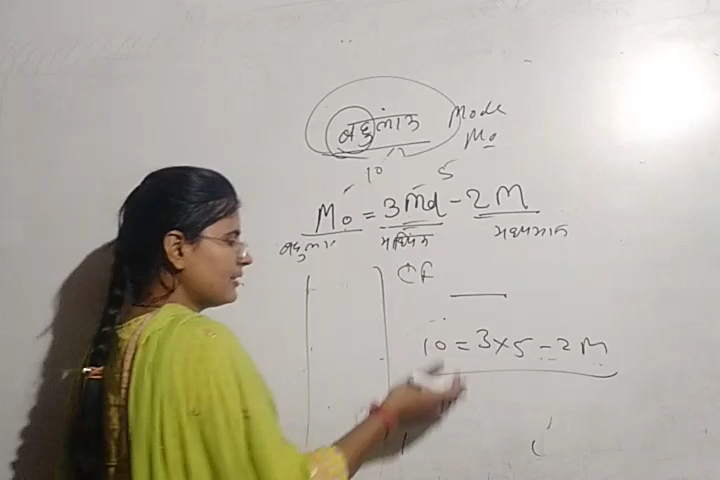 बहुलांक Mode
Mo
10 5
Mo = 3Md - 2M
बहुलांक माध्यिका मध्यमान
CF
10 = 3 x 5 - 2M